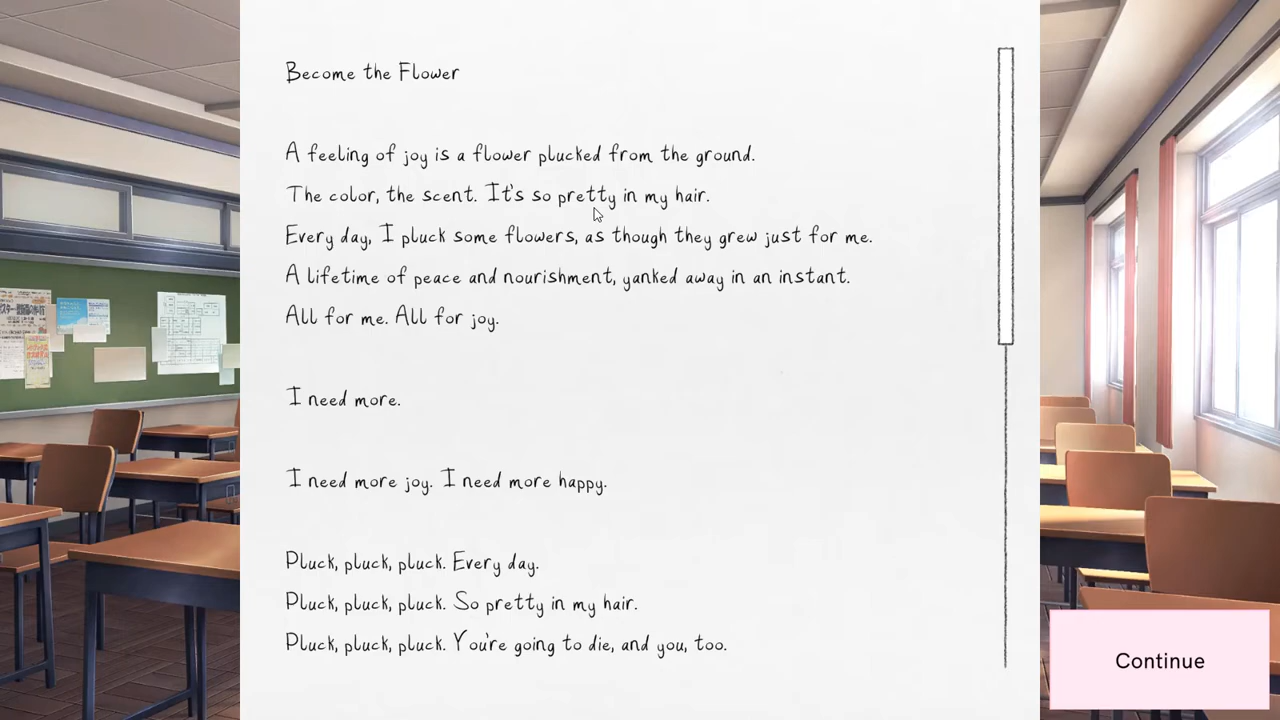 Become the Flower
A feeling of joy is a flower plucked from the ground.
The color, the scent. It's so pretty in my hair.
Every day, I pluck some flowers, as though they grew just for me.
A lifetime of peace and nourishment, yanked away in an instant.
All for me. All for joy.
I need more.
I need more joy. I need more happy.
Pluck, pluck, pluck. Every day.
Pluck, pluck, pluck. So pretty in my hair.
Pluck, pluck, pluck. You're going to die, and you, too.
Continue